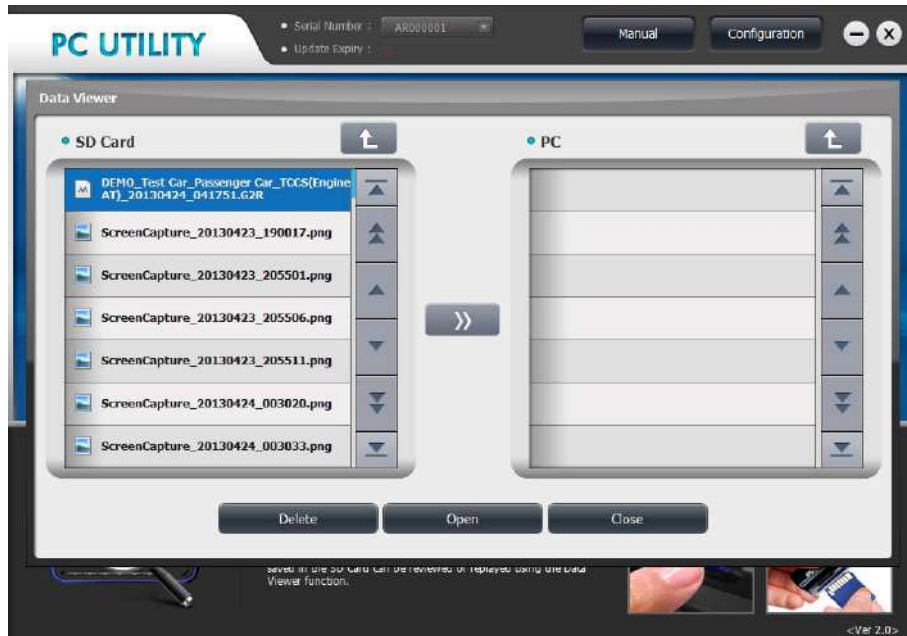 PC UTILITY
Serial Number : AR000001
Update Expiry :
Manual
Configuration
Data Viewer
SD Card
PC
DEMO_Test Car_Passenger Car_TCCS(Engine
AT)_20130424_041751.G2R
ScreenCapture_20130423_190017.png
ScreenCapture_20130423_205501.png
ScreenCapture_20130423_205506.png
ScreenCapture_20130423_205511.png
ScreenCapture_20130424_003020.png
ScreenCapture_20130424_003033.png
Delete
Open
Close
saved in the SD Card can be reviewed or replayed using the Data
Viewer function.
<Ver 2.0>